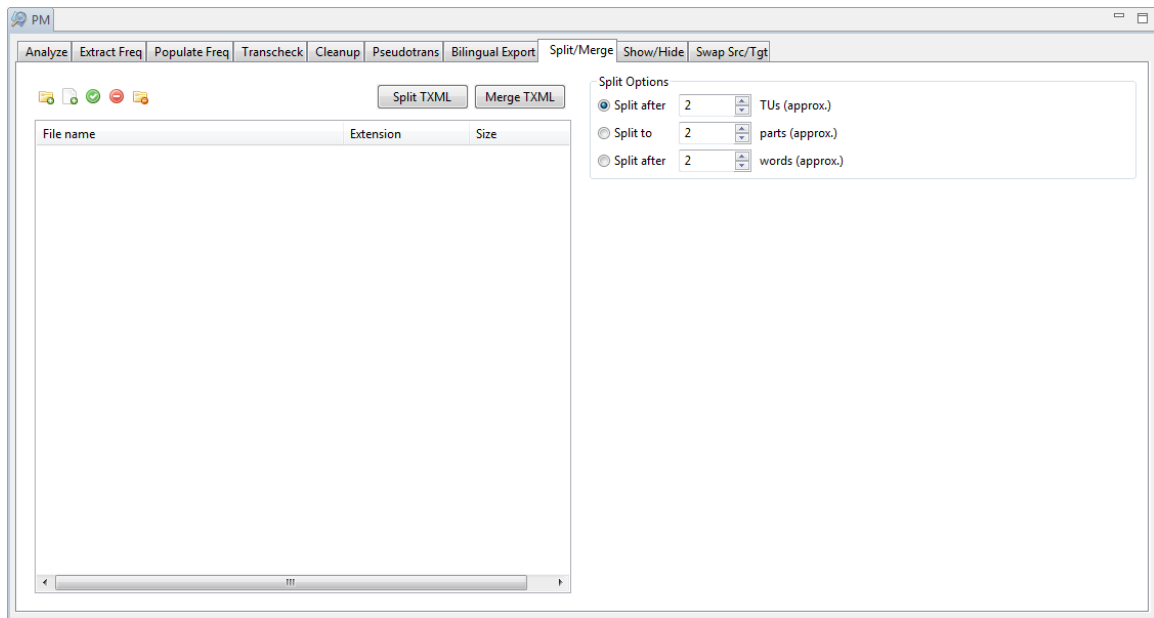 PM
Analyze Extract Freq Populate Freq Transcheck Cleanup Pseudotrans Bilingual Export Split/Merge Show/Hide Swap Src/Tgt
Split TXML Merge TXML
File name Extension Size
Split Options
Split after 2 TUs (approx.)
Split to 2 parts (approx.)
Split after 2 words (approx.)